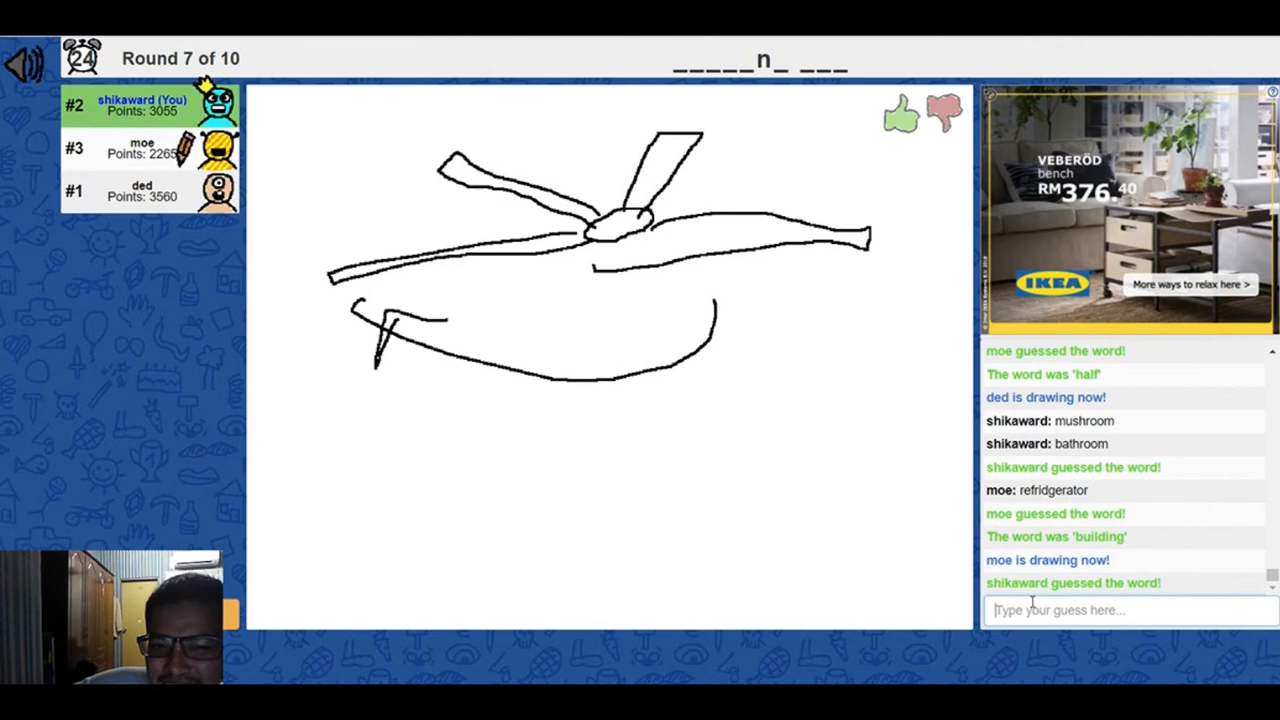 24
Round 7 of 10
_____n_ ___
#2
shikaward (You)
Points: 3055
#3
moe
Points: 2265
#1
ded
Points: 3560
VEBERÖD
bench
RM376.40
IKEA
More ways to relax here >
moe guessed the word!
The word was 'half'
ded is drawing now!
shikaward: mushroom
shikaward: bathroom
shikaward guessed the word!
moe: refridgerator
moe guessed the word!
The word was 'building'
moe is drawing now!
shikaward guessed the word!
Type your guess here...